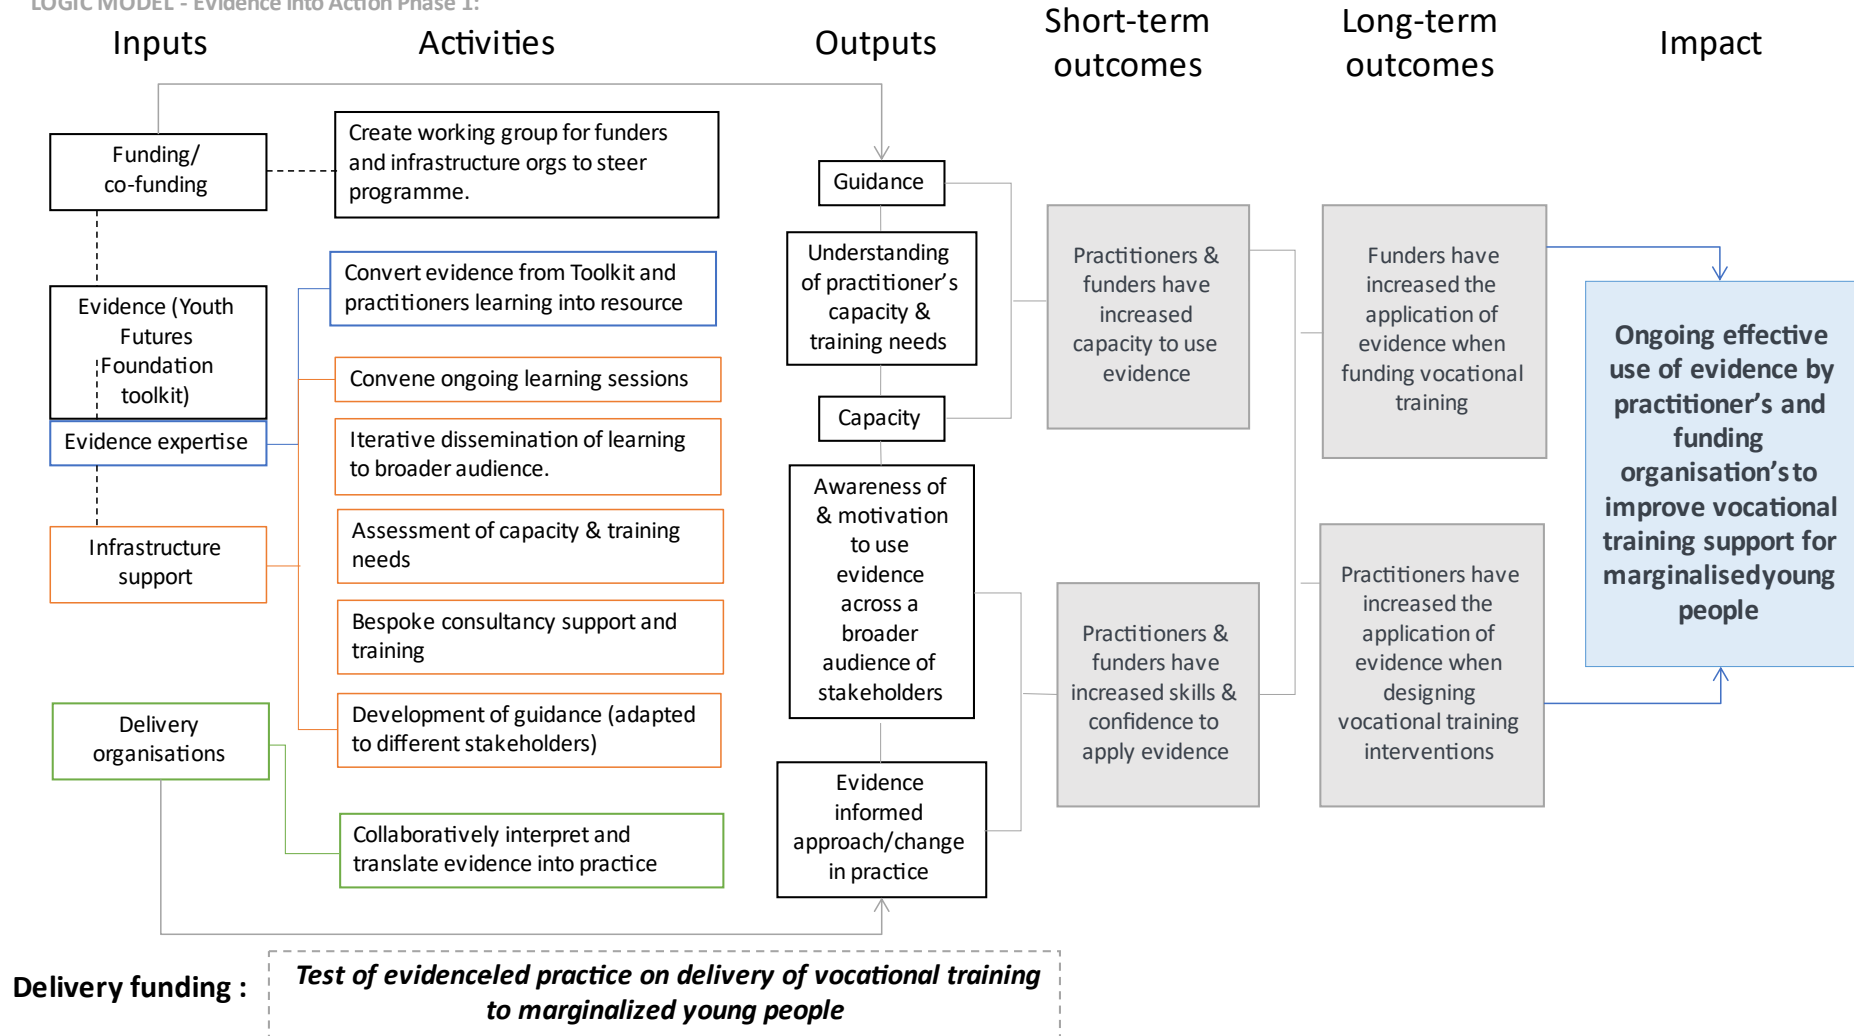 LOGIC MODEL - Evidence into Action Phase 1:
Inputs
Activities
Outputs
Short-term
outcomes
Long-term
outcomes
Impact
Funding/
co-funding
Evidence (Youth
Futures
Foundation
toolkit)
Evidence expertise
Infrastructure
support
Delivery
organisations
Create working group for funders
and infrastructure orgs to steer
programme.
Convert evidence from Toolkit and
practitioners learning into resource
Convene ongoing learning sessions
Iterative dissemination of learning
to broader audience.
Assessment of capacity & training
needs
Bespoke consultancy support and
training
Development of guidance (adapted
to different stakeholders)
Collaboratively interpret and
translate evidence into practice
Guidance
Understanding
of practitioner's
capacity &
training needs
Capacity
Awareness of
& motivation
to use
evidence
across a
broader
audience of
stakeholders
Evidence
informed
approach/change
in practice
Practitioners &
funders have
increased
capacity to use
evidence
Practitioners &
funders have
increased skills &
confidence to
apply evidence
Funders have
increased the
application of
evidence when
funding vocational
training
Practitioners have
increased the
application of
evidence when
designing
vocational training
interventions
Ongoing effective
use of evidence by
practitioner's and
funding
organisation'sto
improve vocational
training support for
marginalisedyoung
people
Delivery funding :
Test of evidenceled practice on delivery of vocational training
to marginalized young people